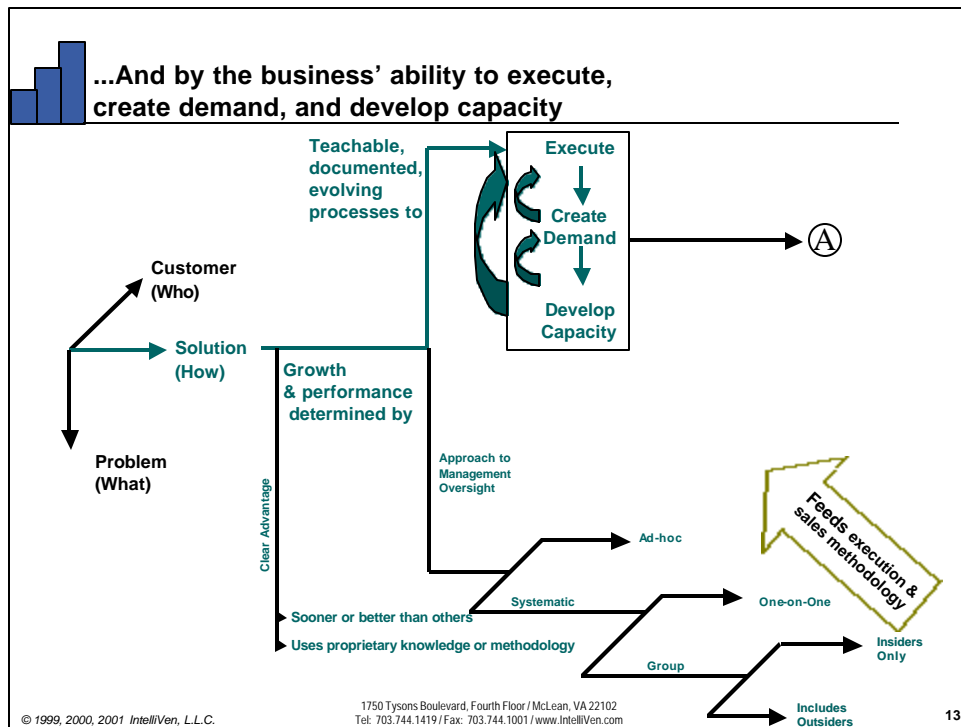 ...And by the business’ ability to execute,
create demand, and develop capacity
Teachable,
documented,
evolving
processes to
Execute
Create
Demand
Develop
Capacity
A
Customer
(Who)
Solution
(How)
Problem
(What)
Growth
& performance
determined by
Clear Advantage
Approach to
Management
Oversight
Sooner or better than others
Uses proprietary knowledge or methodology
Ad-hoc
Systematic
One-on-One
Group
Insiders
Only
Includes
Outsiders
Feeds execution &
sales methodology
© 1999, 2000, 2001 IntelliVen, L.L.C.
1750 Tysons Boulevard, Fourth Floor / McLean, VA 22102
Tel: 703.744.1419 / Fax: 703.744.1001 / www.IntelliVen.com
13